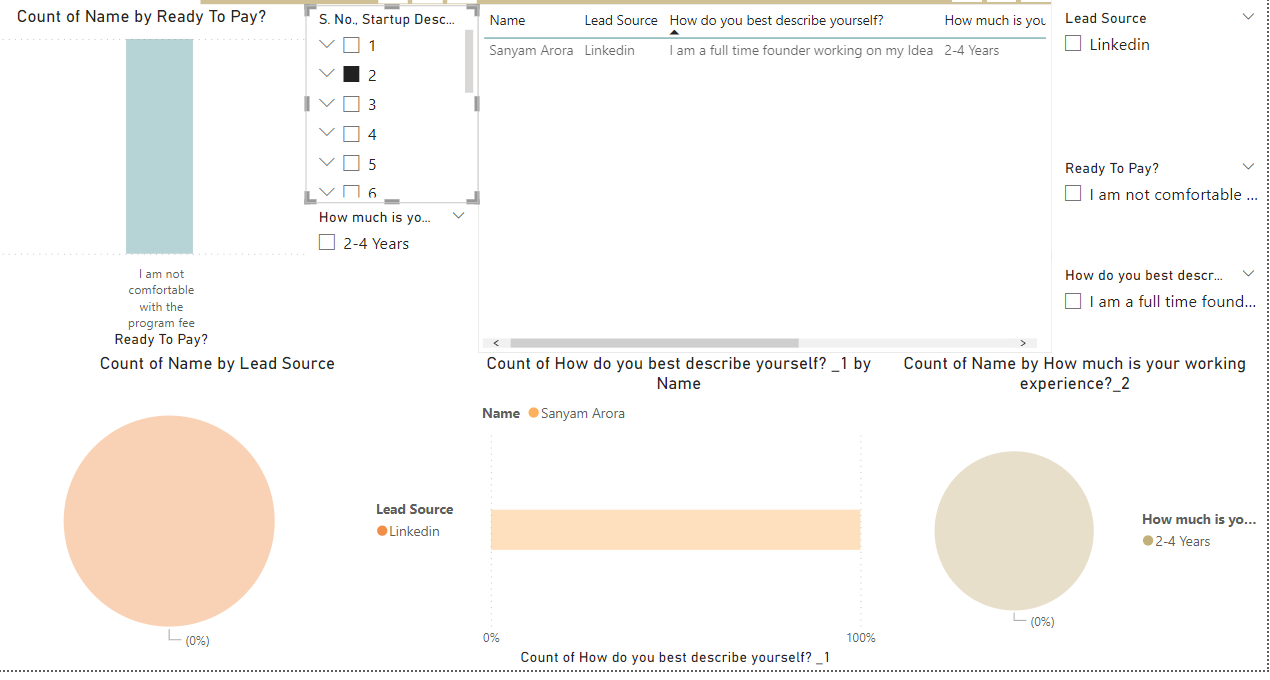 Count of Name by Ready To Pay?
I am not
comfortable
with the
program fee
Ready To Pay?
S. No., Startup Desc...
1
2
3
4
5
6
How much is yo...
2-4 Years
Name Lead Source How do you best describe yourself? How much is you
Sanyam Arora Linkedin I am a full time founder working on my Idea 2-4 Years
Lead Source
Linkedin
Ready To Pay?
I am not comfortable ...
How do you best descr...
I am a full time found...
Count of Name by Lead Source
(0%)
Lead Source
Linkedin
Count of How do you best describe yourself? _1 by
Name
Name Sanyam Arora
0% 100%
Count of How do you best describe yourself? _1
Count of Name by How much is your working
experience?_2
(0%)
How much is yo...
2-4 Years